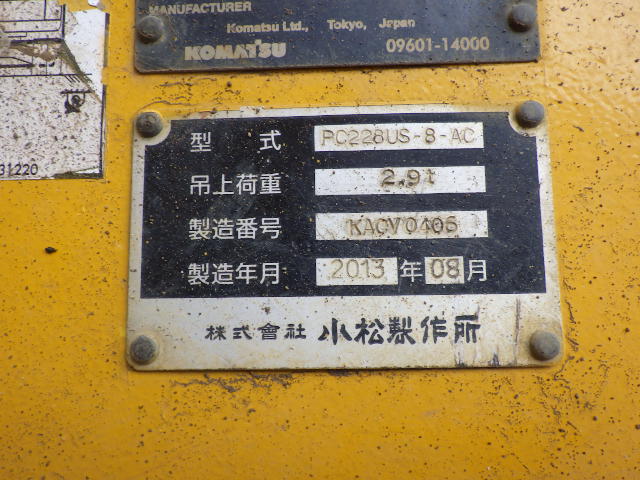 MANUFACTURER
Komatsu Ltd., Tokyo, Japan
KOMATSU 09601-14000
31220
型 式 PC228US-8-AC
吊上荷重 2.9t
製造番号 KACV0406
製造年月 2013 年 08 月
株式會社 小松製作所